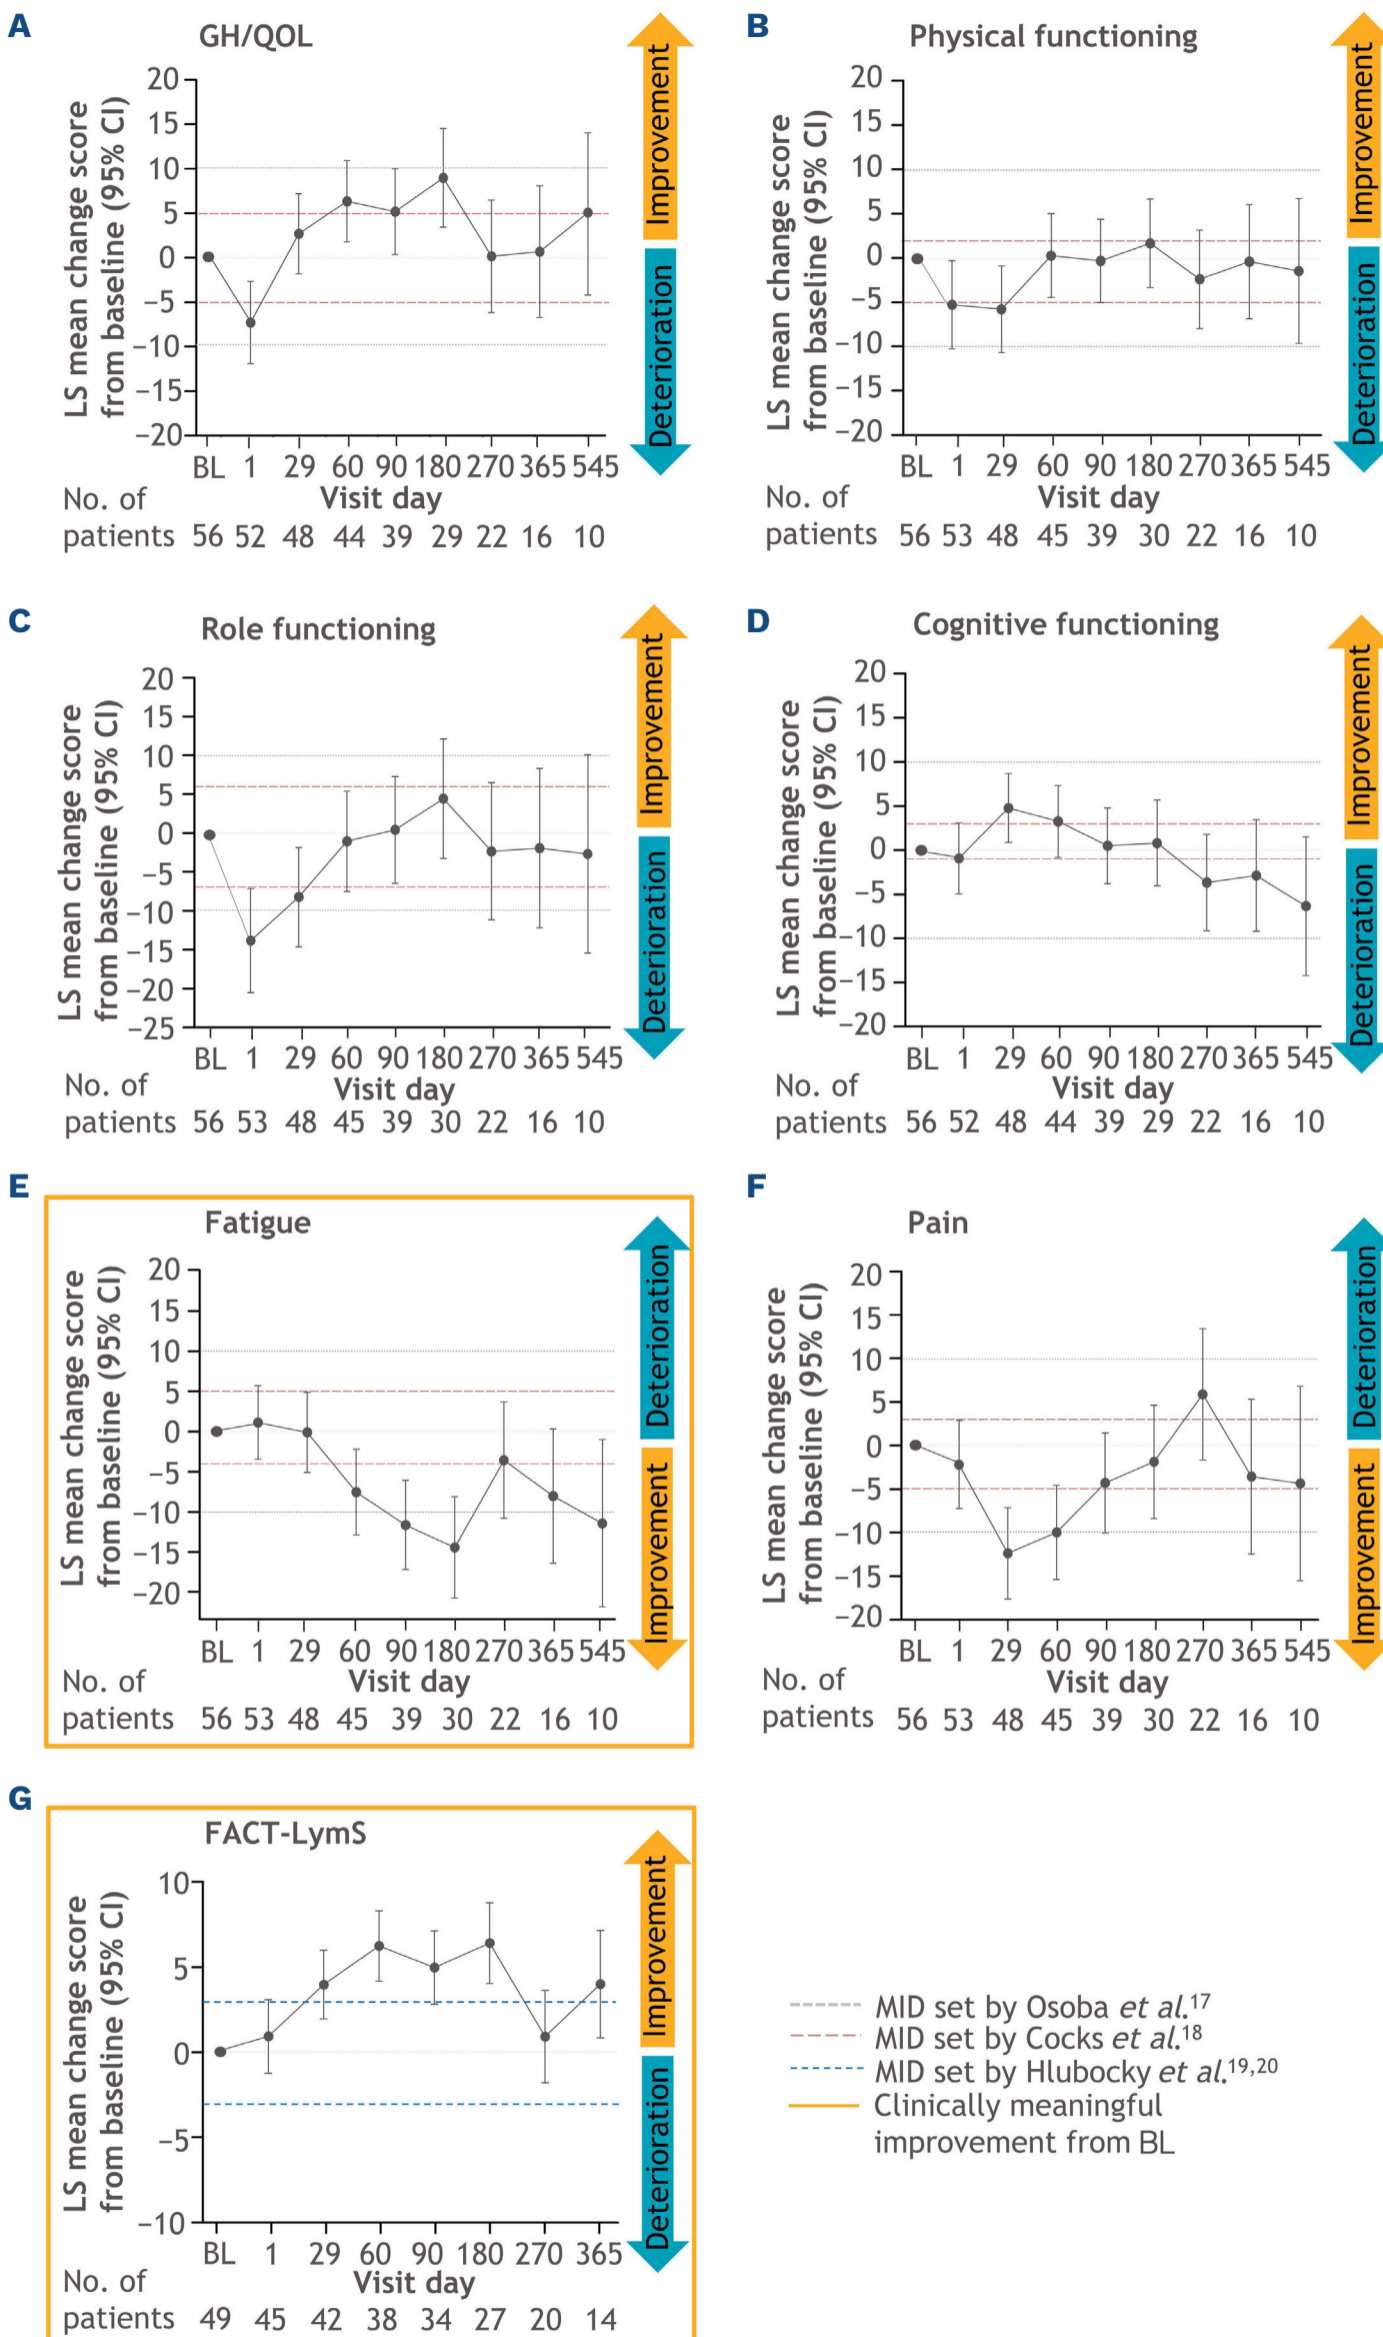 A
GH/QOL
LS mean change score
from baseline (95% CI)
20
15
10
5
0
−5
−10
−15
−20
BL 1 29 60 90 180 270 365 545
Visit day
No. of
patients 56 52 48 44 39 29 22 16 10
Improvement
Deterioration
B
Physical functioning
LS mean change score
from baseline (95% CI)
20
15
10
5
0
−5
−10
−15
−20
BL 1 29 60 90 180 270 365 545
Visit day
No. of
patients 56 53 48 45 39 30 22 16 10
Improvement
Deterioration
C
Role functioning
LS mean change score
from baseline (95% CI)
20
15
10
5
0
−5
−10
−15
−20
−25
BL 1 29 60 90 180 270 365 545
Visit day
No. of
patients 56 53 48 45 39 30 22 16 10
Improvement
Deterioration
D
Cognitive functioning
LS mean change score
from baseline (95% CI)
20
15
10
5
0
−5
−10
−15
−20
BL 1 29 60 90 180 270 365 545
Visit day
No. of
patients 56 52 48 44 39 29 22 16 10
Improvement
Deterioration
E
Fatigue
LS mean change score
from baseline (95% CI)
20
15
10
5
0
−5
−10
−15
−20
BL 1 29 60 90 180 270 365 545
Visit day
No. of
patients 56 53 48 45 39 30 22 16 10
Deterioration
Improvement
F
Pain
LS mean change score
from baseline (95% CI)
20
15
10
5
0
−5
−10
−15
−20
BL 1 29 60 90 180 270 365 545
Visit day
No. of
patients 56 53 48 45 39 30 22 16 10
Deterioration
Improvement
G
FACT-LymS
LS mean change score
from baseline (95% CI)
10
5
0
−5
−10
BL 1 29 60 90 180 270 365
Visit day
No. of
patients 49 45 42 38 34 27 20 14
Improvement
Deterioration
MID set by Osoba et al.17
MID set by Cocks et al.18
MID set by Hlubocky et al.19,20
Clinically meaningful
improvement from BL